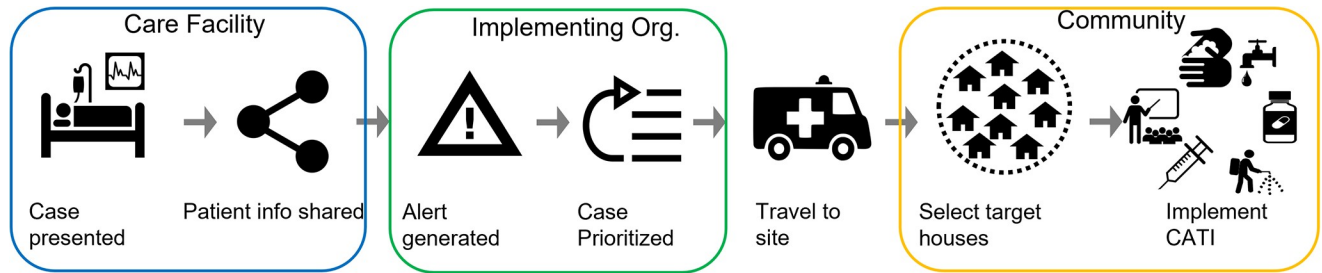 Care Facility
Implementing Org.
Community
Case
presented
Patient info shared
Alert
generated
Case
Prioritized
Travel to
site
Select target
houses
Implement
CATI